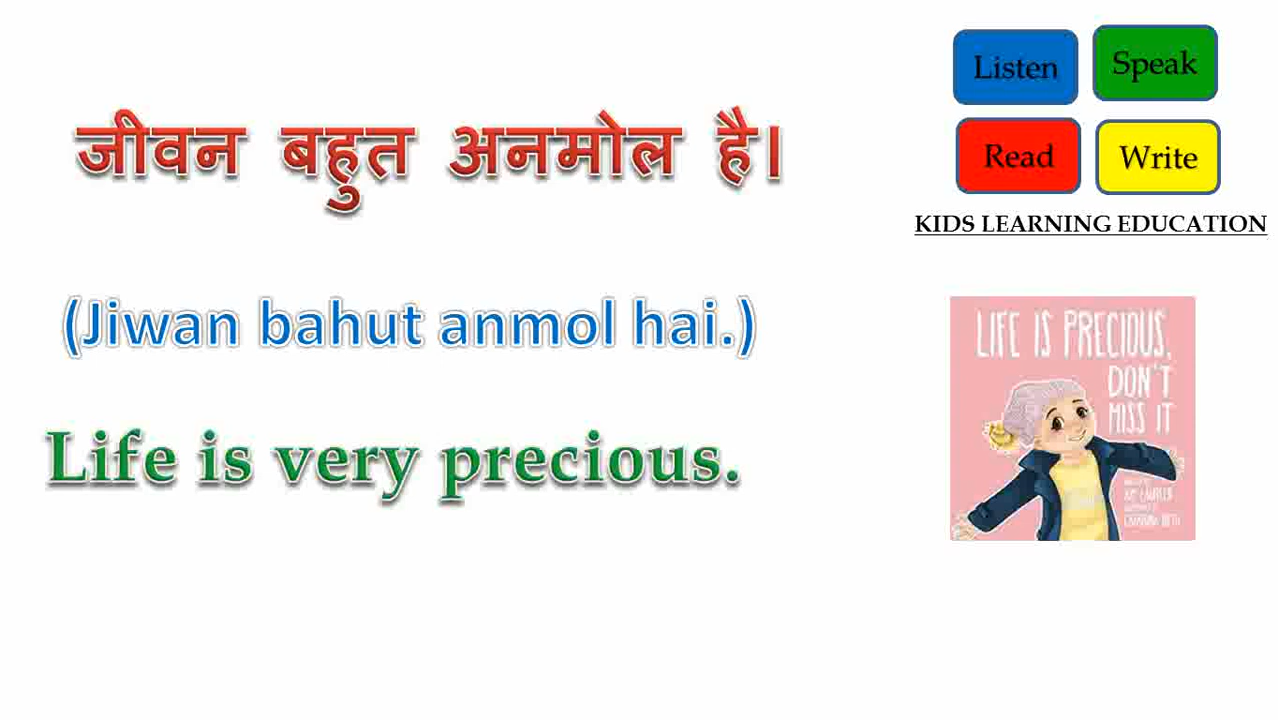 जीवन बहुत अनमोल है।
(Jiwan bahut anmol hai.)
Life is very precious.
Listen
Speak
Read
Write
KIDS LEARNING EDUCATION
LIFE IS PRECIOUS,
DON'T
MISS IT